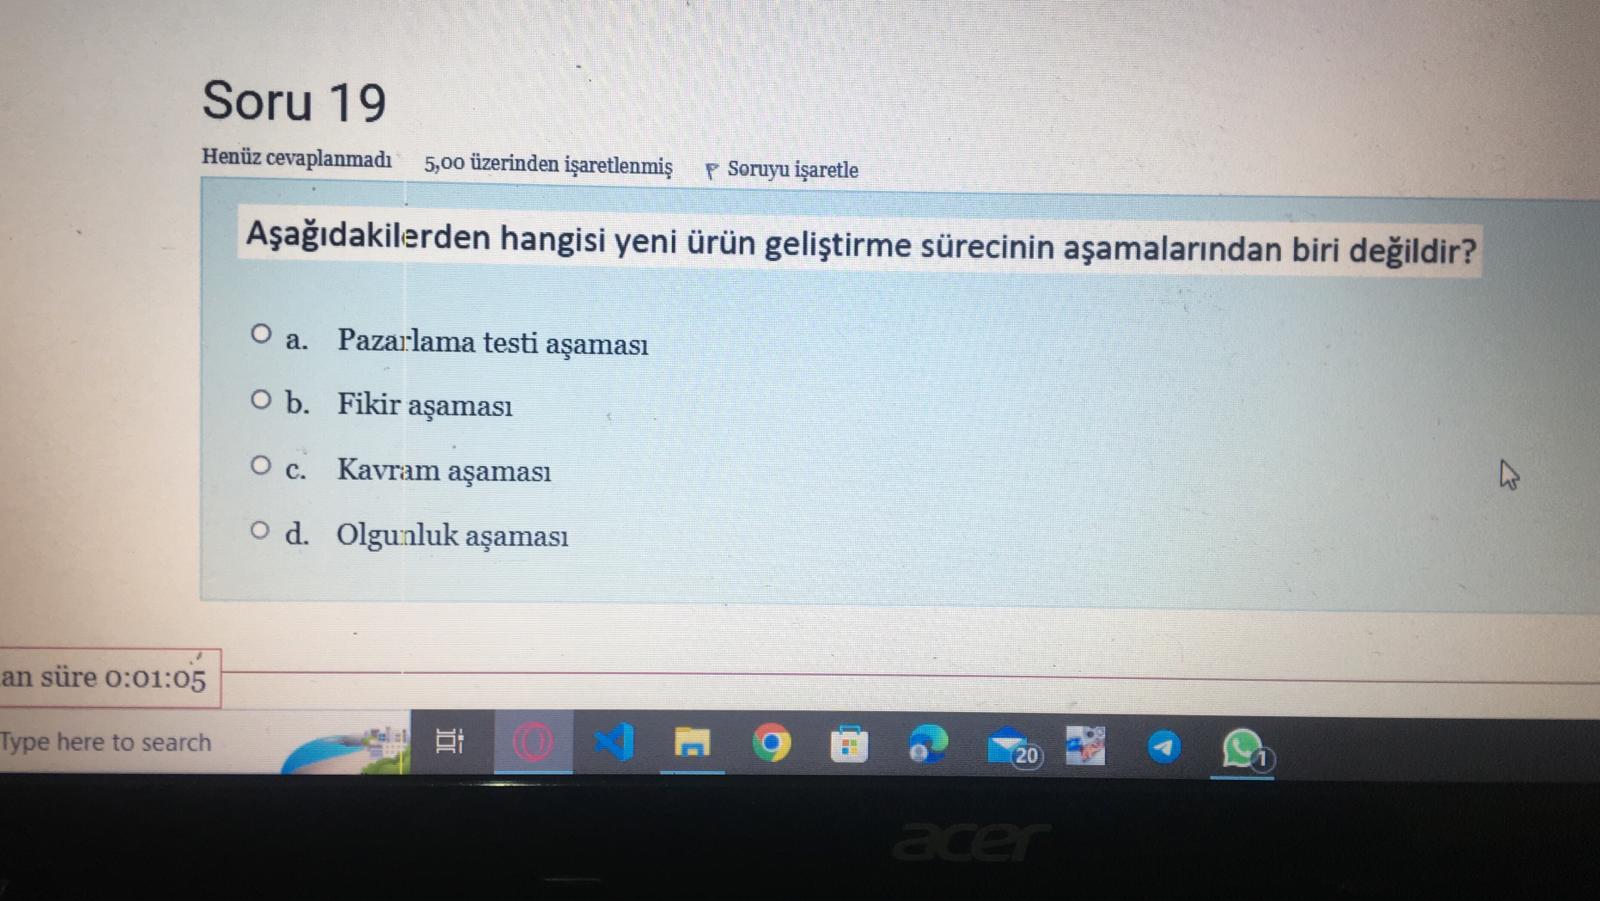 Soru 19
Henüz cevaplanmadı 5,00 üzerinden işaretlenmiş Soruyu işaretle
Aşağıdakilerden hangisi yeni ürün geliştirme sürecinin aşamalarından biri değildir?
a. Pazarlama testi aşaması
b. Fikir aşaması
c. Kavram aşaması
d. Olgunluk aşaması
an süre 0:01:05
Type here to search
20
1
acer